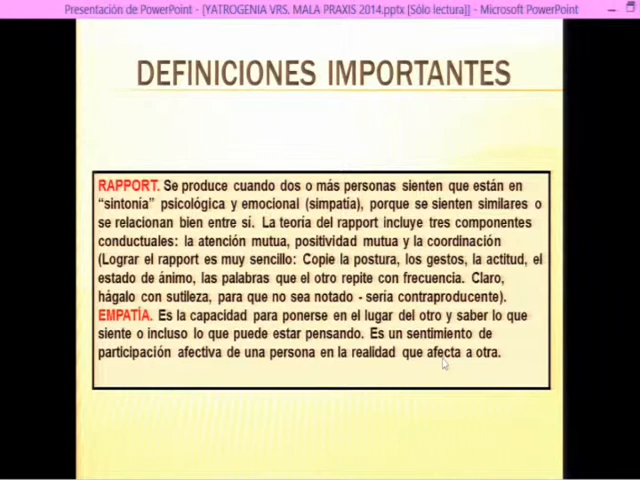 Presentación de PowerPoint - [YATROGENIA VRS. MALA PRAXIS 2014.pptx [Sólo lectura]] - Microsoft PowerPoint
DEFINICIONES IMPORTANTES
RAPPORT. Se produce cuando dos o más personas sienten que están en
“sintonía” psicológica y emocional (simpatía), porque se sienten similares o
se relacionan bien entre sí. La teoría del rapport incluye tres componentes
conductuales: la atención mutua, positividad mutua y la coordinación
(Lograr el rapport es muy sencillo: Copie la postura, los gestos, la actitud, el
estado de ánimo, las palabras que el otro repite con frecuencia. Claro,
hágalo con sutileza, para que no sea notado - sería contraproducente).
EMPATÍA. Es la capacidad para ponerse en el lugar del otro y saber lo que
siente o incluso lo que puede estar pensando. Es un sentimiento de
participación afectiva de una persona en la realidad que afecta a otra.